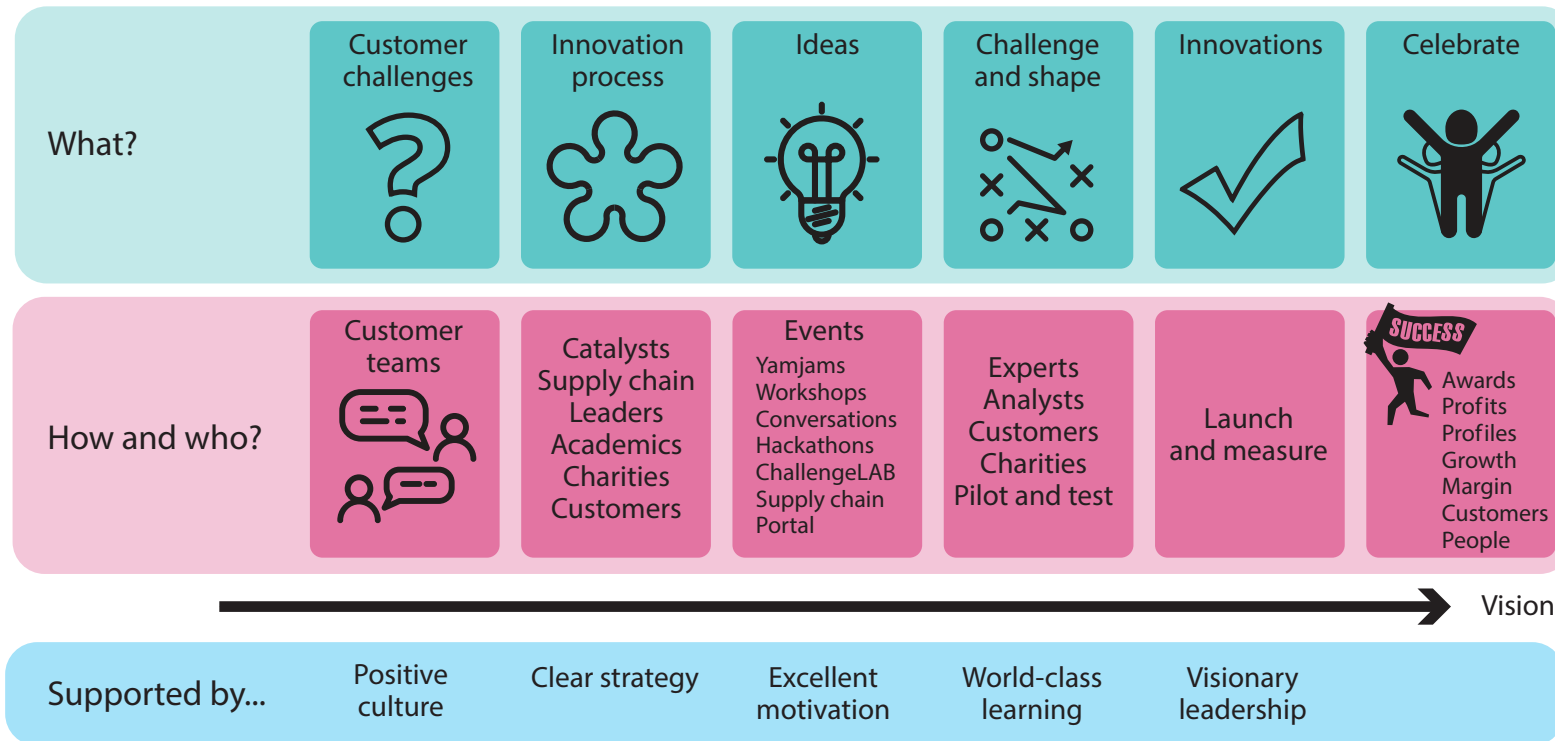 What?
Customer
challenges
Innovation
process
Ideas
Challenge
and shape
Innovations
Celebrate
How and who?
Customer
teams
Catalysts
Supply chain
Leaders
Academics
Charities
Customers
Events
Yamjams
Workshops
Conversations
Hackathons
ChallengeLAB
Supply chain
Portal
Experts
Analysts
Customers
Charities
Pilot and test
Launch
and measure
SUCCESS
Awards
Profits
Profiles
Growth
Margin
Customers
People
Vision
Supported by...
Positive
culture
Clear strategy
Excellent
motivation
World-class
learning
Visionary
leadership